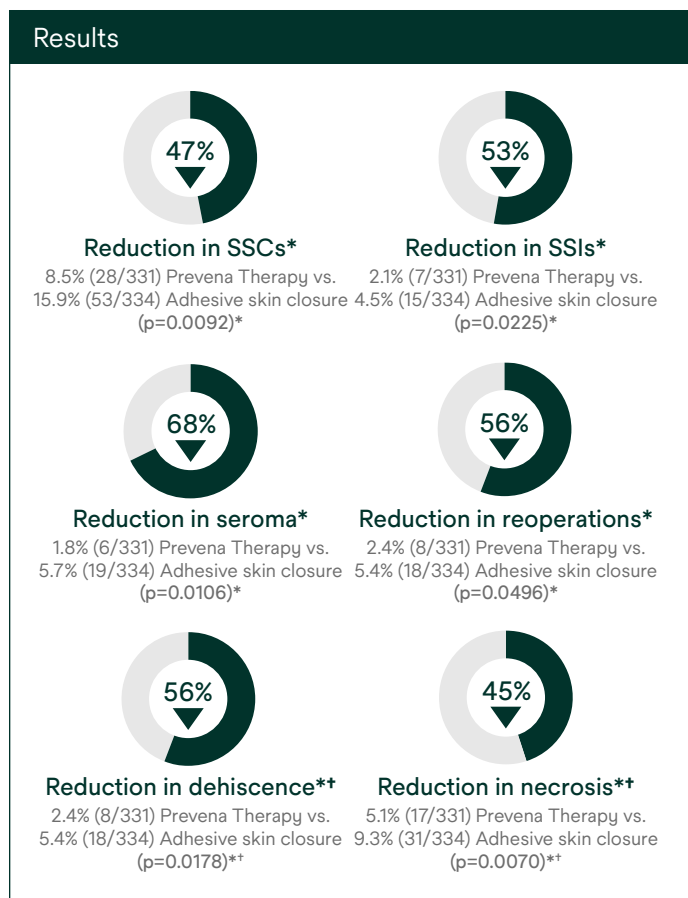 Results
47%
Reduction in SSCs*
8.5% (28/331) Prevena Therapy vs.
15.9% (53/334) Adhesive skin closure
(p=0.0092)*
53%
Reduction in SSIs*
2.1% (7/331) Prevena Therapy vs.
4.5% (15/334) Adhesive skin closure
(p=0.0225)*
68%
Reduction in seroma*
1.8% (6/331) Prevena Therapy vs.
5.7% (19/334) Adhesive skin closure
(p=0.0106)*
56%
Reduction in reoperations*
2.4% (8/331) Prevena Therapy vs.
5.4% (18/334) Adhesive skin closure
(p=0.0496)*
56%
Reduction in dehiscence*†
2.4% (8/331) Prevena Therapy vs.
5.4% (18/334) Adhesive skin closure
(p=0.0178)*†
45%
Reduction in necrosis*†
5.1% (17/331) Prevena Therapy vs.
9.3% (31/334) Adhesive skin closure
(p=0.0070)*†